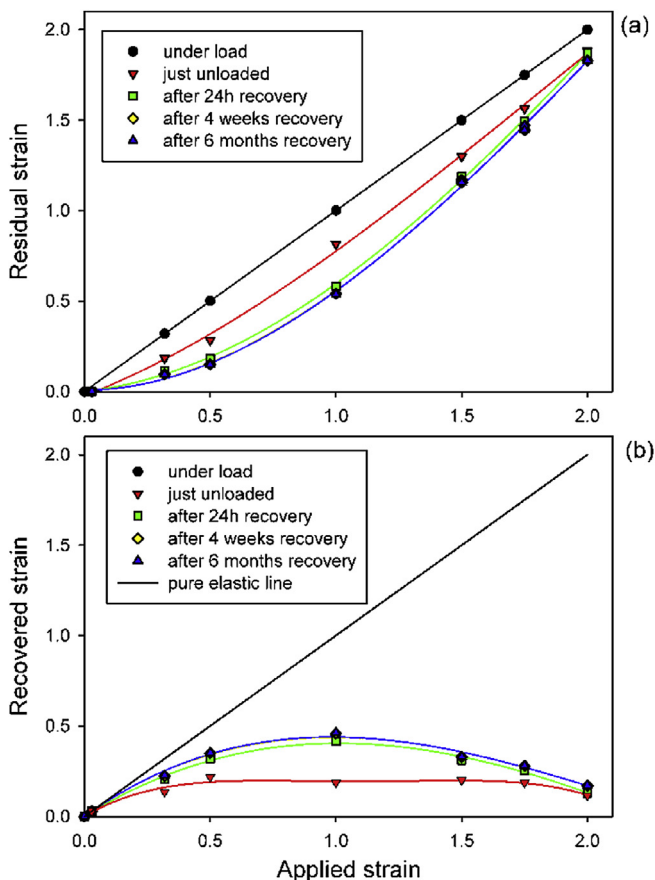 (a)
2.0
1.5
1.0
0.5
0.0
Residual strain
under load
just unloaded
after 24h recovery
after 4 weeks recovery
after 6 months recovery
0.0 0.5 1.0 1.5 2.0
(b)
2.0
1.5
1.0
0.5
0.0
Recovered strain
under load
just unloaded
after 24h recovery
after 4 weeks recovery
after 6 months recovery
pure elastic line
0.0 0.5 1.0 1.5 2.0
Applied strain